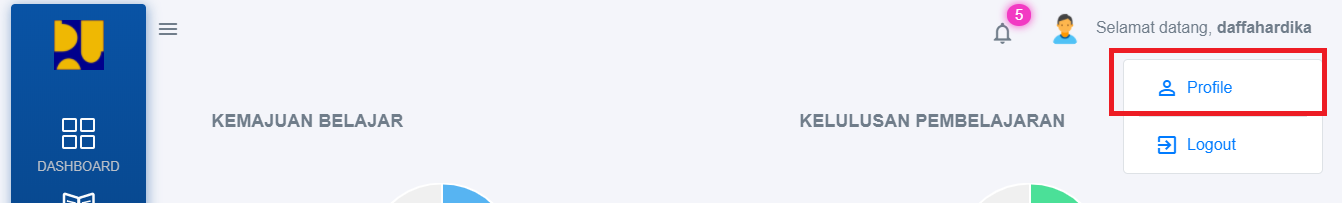 5
Selamat datang, daffahardika
Profile
KEMAJUAN BELAJAR
KELULUSAN PEMBELAJARAN
Logout
DASHBOARD